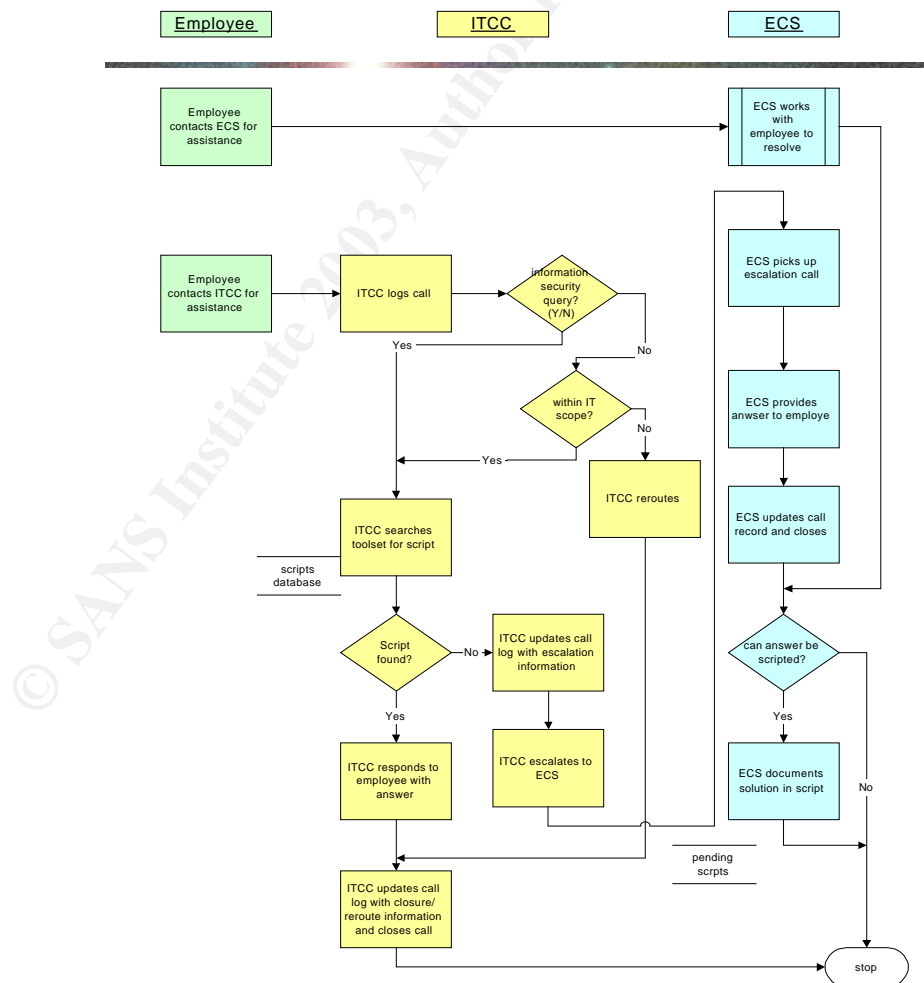 Employee
ITCC
ECS
Employee
contacts ECS for
assistance
ECS works
with
employee to
resolve
ECS picks up
escalation call
Employee
contacts ITCC for
assistance
ITCC logs call
information
security
query?
(Y/N)
Yes
No
within IT
scope?
No
Yes
ECS provides
anwser to employe
ITCC reroutes
ITCC searches
toolset for script
ECS updates call
record and closes
scripts
database
Script
found?
No
ITCC updates call
log with escalation
information
can answer be
scripted?
Yes
Yes
ITCC responds to
employee with
answer
ITCC escalates to
ECS
ECS documents
solution in script
No
pending
scrpts
ITCC updates call
log with closure/
reroute information
and closes call
stop
© SANS Institute 2003, Author